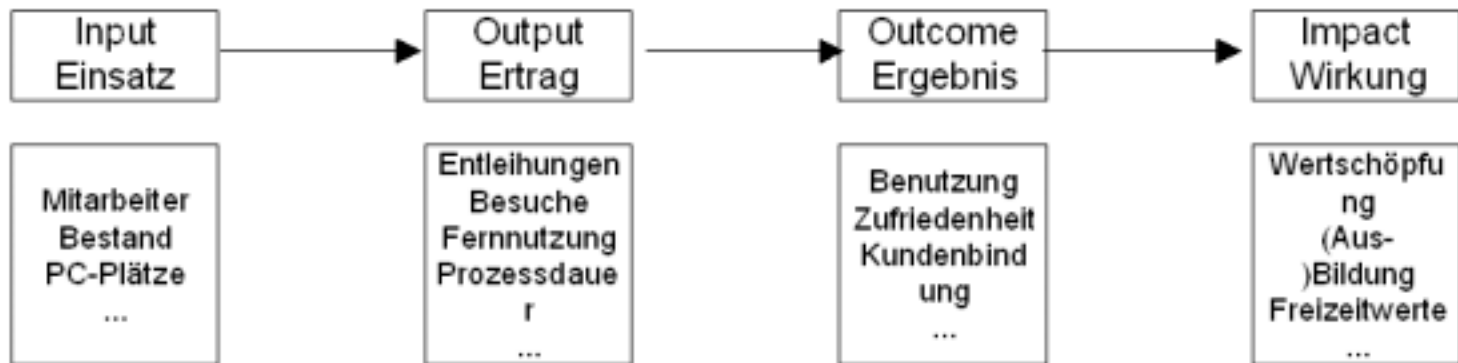 Input
Einsatz
Output
Ertrag
Outcome
Ergebnis
Impact
Wirkung
Mitarbeiter
Bestand
PC-Plätze
...
Entleihungen
Besuche
Fernnutzung
Prozessdaue
r
...
Benutzung
Zufriedenheit
Kundenbind
ung
...
Wertschöpfu
ng
(Aus-
)Bildung
Freizeitwerte
...